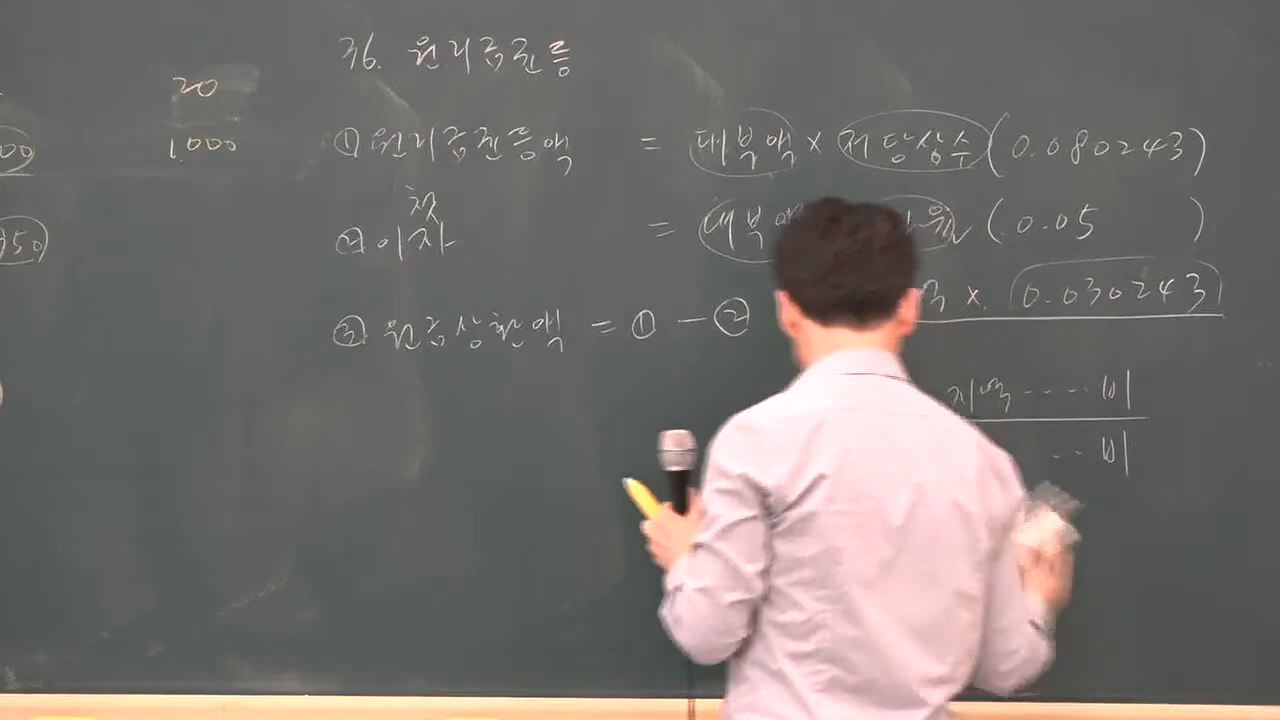 20
1,000
36. 원리금균등
① 원리금균등액 = 대부액 × 저당상수 (0.080243)
첫
② 이자 = 대부액 (0.05 )
③ 원금상환액 = ① - ② × 0.030243
지역 ‥‥ 비
‥ 비